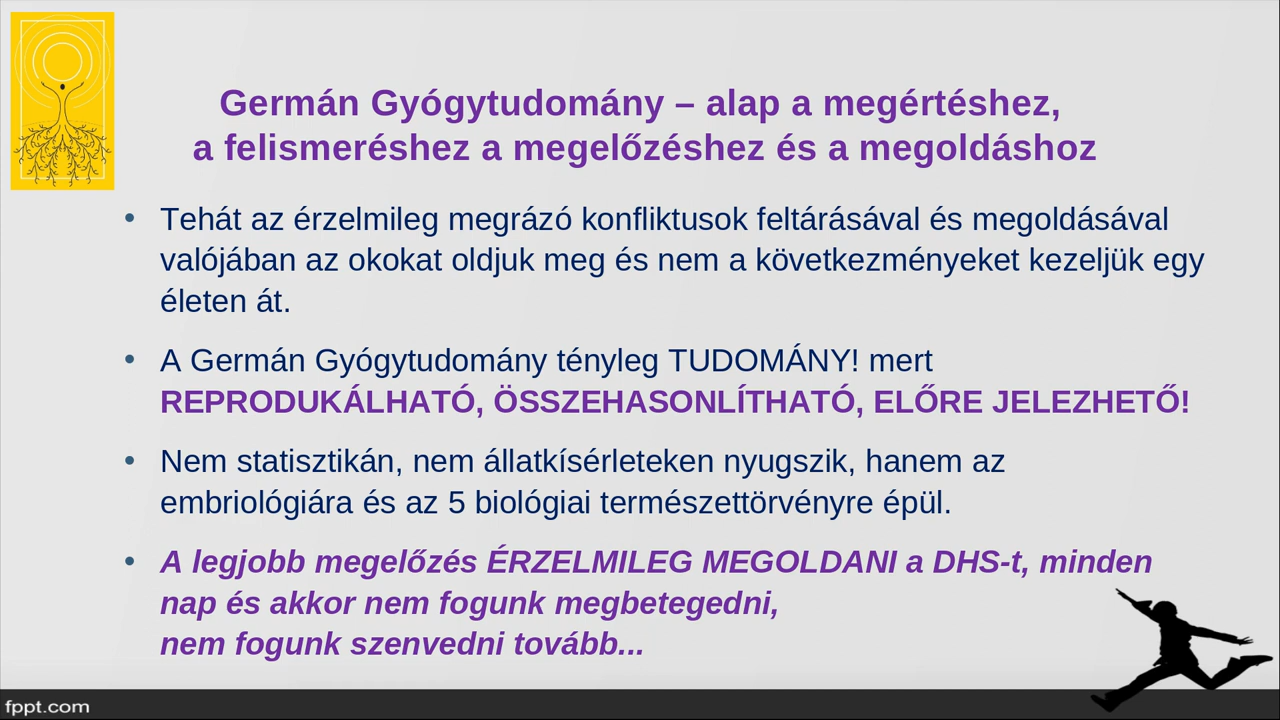 Germán Gyógytudomány – alap a megértéshez,
a felismeréshez a megelőzéshez és a megoldáshoz
• Tehát az érzelmileg megrázó konfliktusok feltárásával és megoldásával
valójában az okokat oldjuk meg és nem a következményeket kezeljük egy
életen át.
• A Germán Gyógytudomány tényleg TUDOMÁNY! mert
REPRODUKÁLHATÓ, ÖSSZEHASONLÍTHATÓ, ELŐRE JELEZHETŐ!
• Nem statisztikán, nem állatkísérleteken nyugszik, hanem az
embriológiára és az 5 biológiai természettörvényre épül.
• A legjobb megelőzés ÉRZELMILEG MEGOLDANI a DHS-t, minden
nap és akkor nem fogunk megbetegedni,
nem fogunk szenvedni tovább...
fppt.com